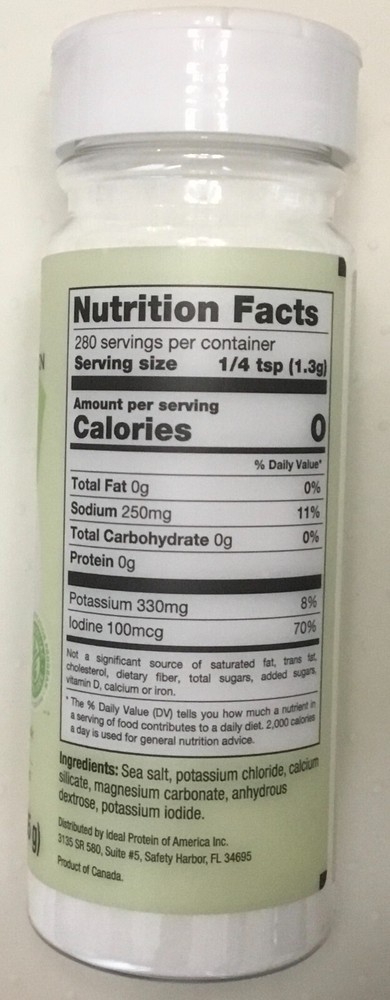 Nutrition Facts
280 servings per container
Serving size 1/4 tsp (1.3g)
Amount per serving
Calories 0
% Daily Value*
Total Fat 0g 0%
Sodium 250mg 11%
Total Carbohydrate 0g 0%
Protein 0g
Potassium 330mg 8%
Iodine 100mcg 70%
Not a significant source of saturated fat, trans fat,
cholesterol, dietary fiber, total sugars, added sugars,
vitamin D, calcium or iron.
* The % Daily Value (DV) tells you how much a nutrient in
a serving of food contributes to a daily diet. 2,000 calories
a day is used for general nutrition advice.
Ingredients: Sea salt, potassium chloride, calcium
silicate, magnesium carbonate, anhydrous
dextrose, potassium iodide.
Distributed by Ideal Protein of America Inc.
3135 SR 580, Suite #5, Safety Harbor, FL 34695
Product of Canada.